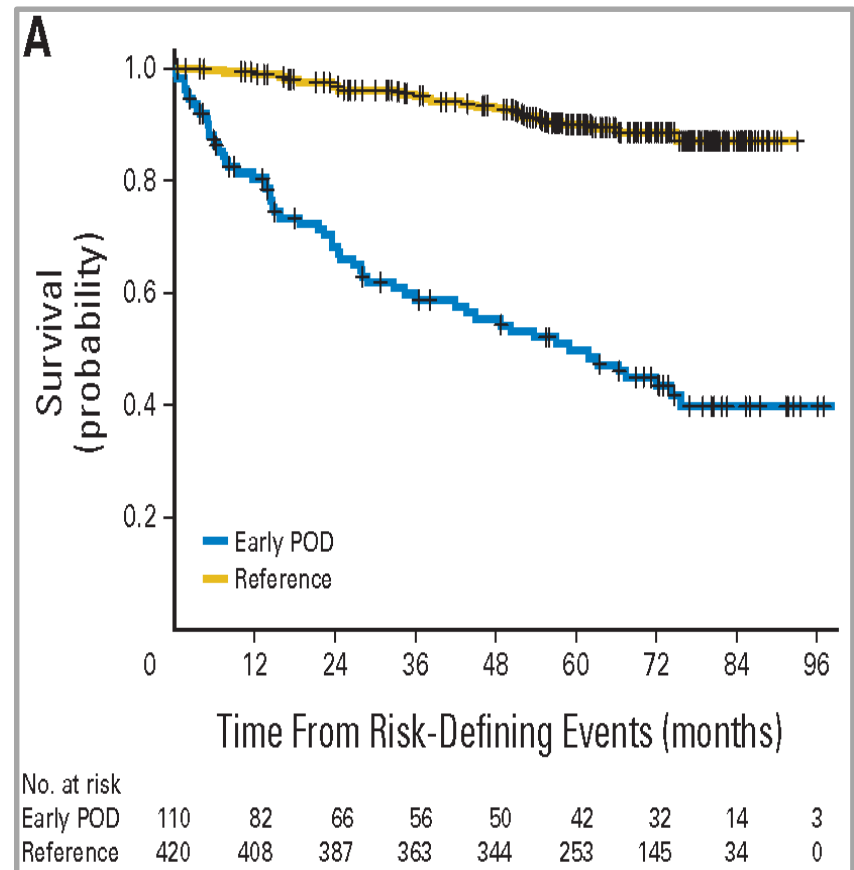 A
1.0
0.8
0.6
0.4
0.2
Survival
(probability)
Early POD
Reference
0 12 24 36 48 60 72 84 96
Time From Risk-Defining Events (months)
No. at risk
Early POD 110 82 66 56 50 42 32 14 3
Reference 420 408 387 363 344 253 145 34 0